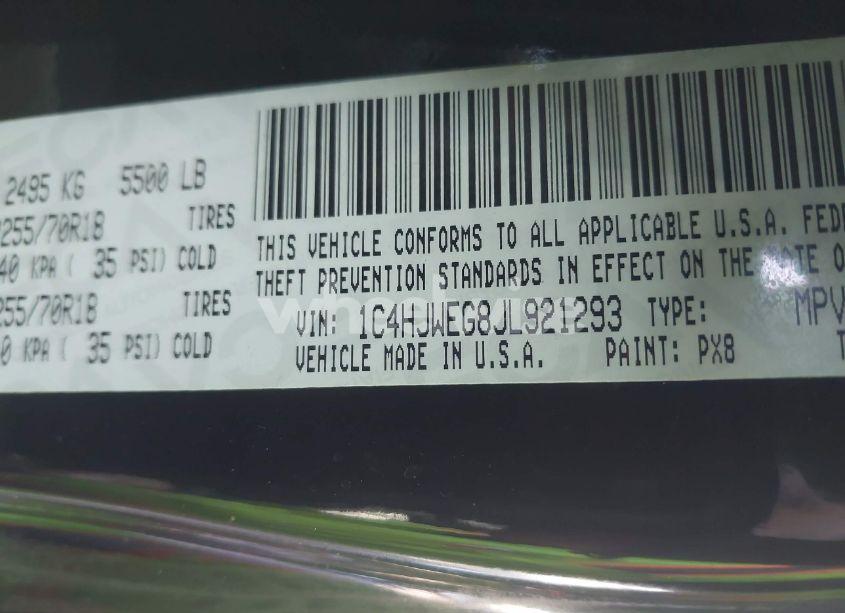 2495 KG 5500 LB
255/70R18 TIRES
40 KPA ( 35 PSI) COLD
255/70R18 TIRES
0 KPA ( 35 PSI) COLD
THIS VEHICLE CONFORMS TO ALL APPLICABLE U.S.A. FEDE
THEFT PREVENTION STANDARDS IN EFFECT ON THE DATE O
VIN: 1C4HJWEG8JL921293 TYPE: MPV
VEHICLE MADE IN U.S.A. PAINT: PX8 T